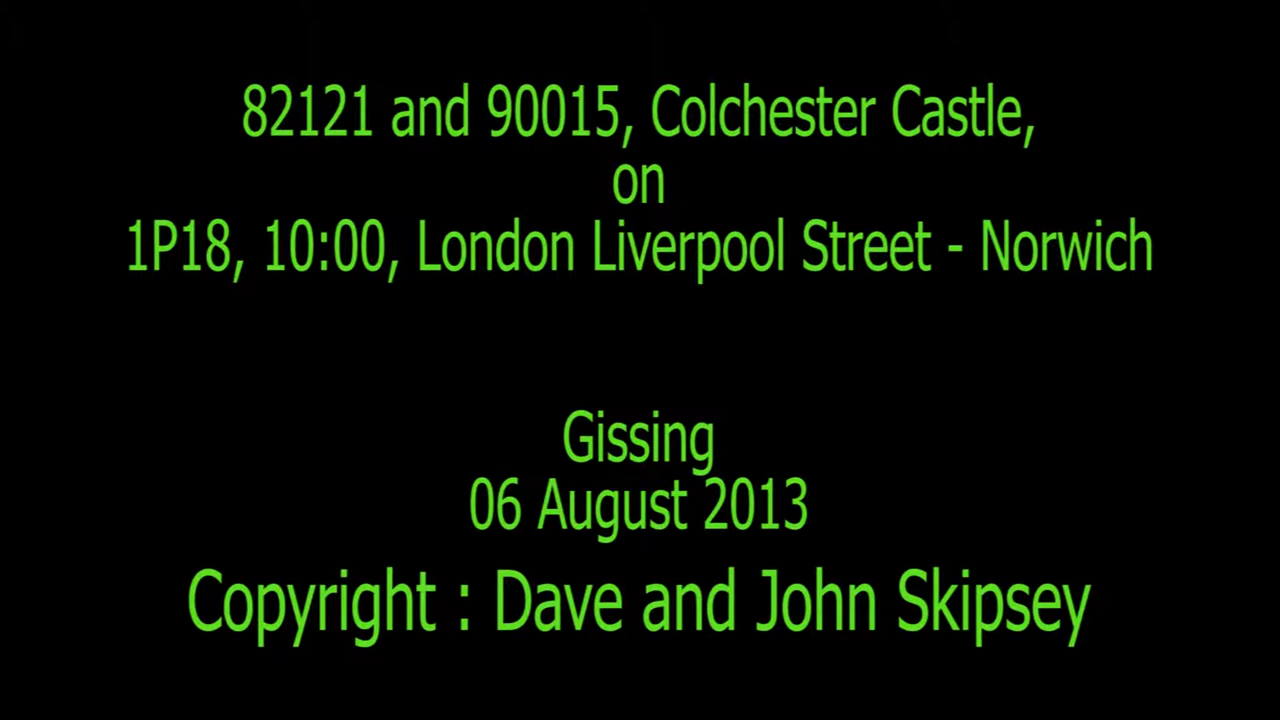 82121 and 90015, Colchester Castle,
on
1P18, 10:00, London Liverpool Street - Norwich
Gissing
06 August 2013
Copyright : Dave and John Skipsey